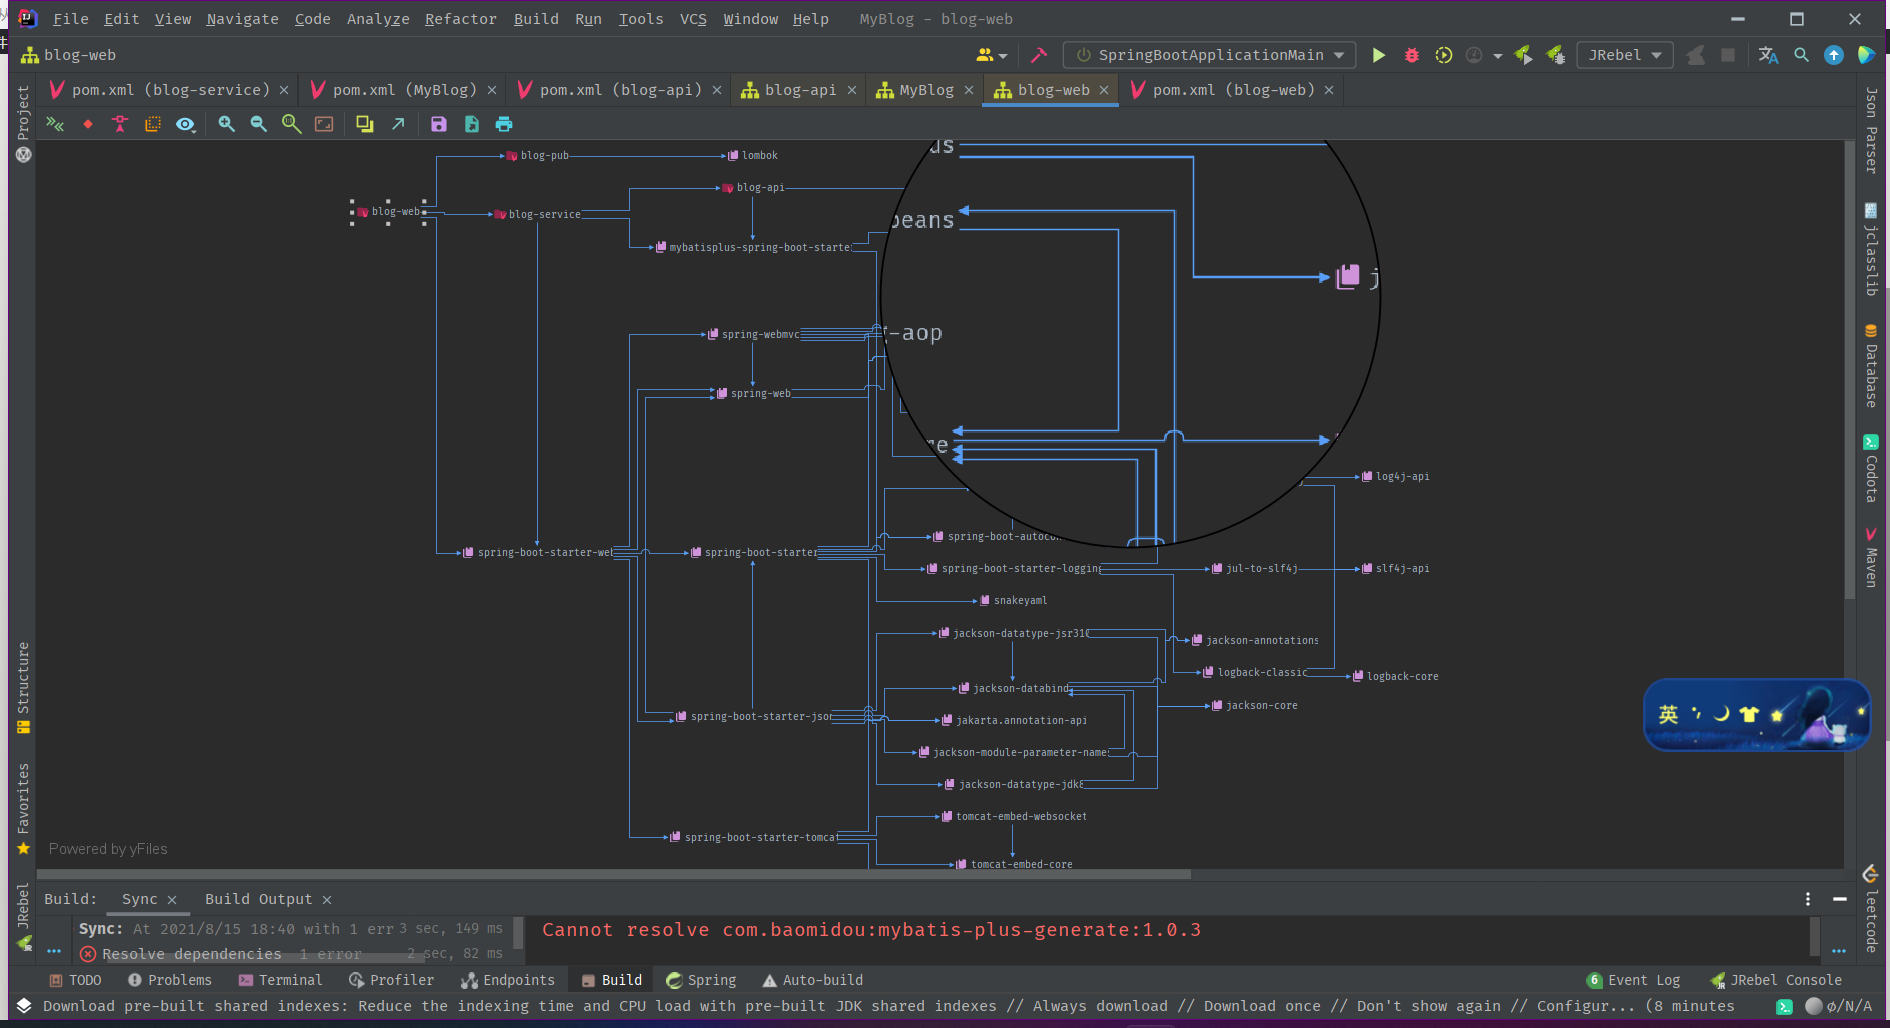 File Edit View Navigate Code Analyze Refactor Build Run Tools VCS Window Help MyBlog - blog-web
blog-web SpringBootApplicationMain JRebel
pom.xml (blog-service) pom.xml (MyBlog) pom.xml (blog-api) blog-api MyBlog blog-web pom.xml (blog-web)
Project
Structure
Favorites
JRebel
blog-pub
lombok
blog-api
blog-web
blog-service
mybatisplus-spring-boot-starte
us
beans
j
-aop
re
spring-webmvc
spring-web
log4j-api
spring-boot-autoco
spring-boot-starter-web
spring-boot-starter
spring-boot-starter-logging
jul-to-slf4j
slf4j-api
snakeyaml
jackson-datatype-jsr310
jackson-annotations
logback-classic
logback-core
jackson-databind
jackson-core
spring-boot-starter-json
jakarta.annotation-api
jackson-module-parameter-name
jackson-datatype-jdk8
tomcat-embed-websocket
spring-boot-starter-tomcat
tomcat-embed-core
Powered by yFiles
Json Parser
jclasslib
Database
Codota
Maven
leetcode
英
Build: Sync Build Output
Sync: At 2021/8/15 18:40 with 1 err 3 sec, 149 ms
Resolve dependencies 1 error 2 sec, 82 ms
Cannot resolve com.baomidou:mybatis-plus-generate:1.0.3
TODO Problems Terminal Profiler Endpoints Build Spring Auto-build 6 Event Log JRebel Console
Download pre-built shared indexes: Reduce the indexing time and CPU load with pre-built JDK shared indexes // Always download // Download once // Don't show again // Configur... (8 minutes ø/N/A